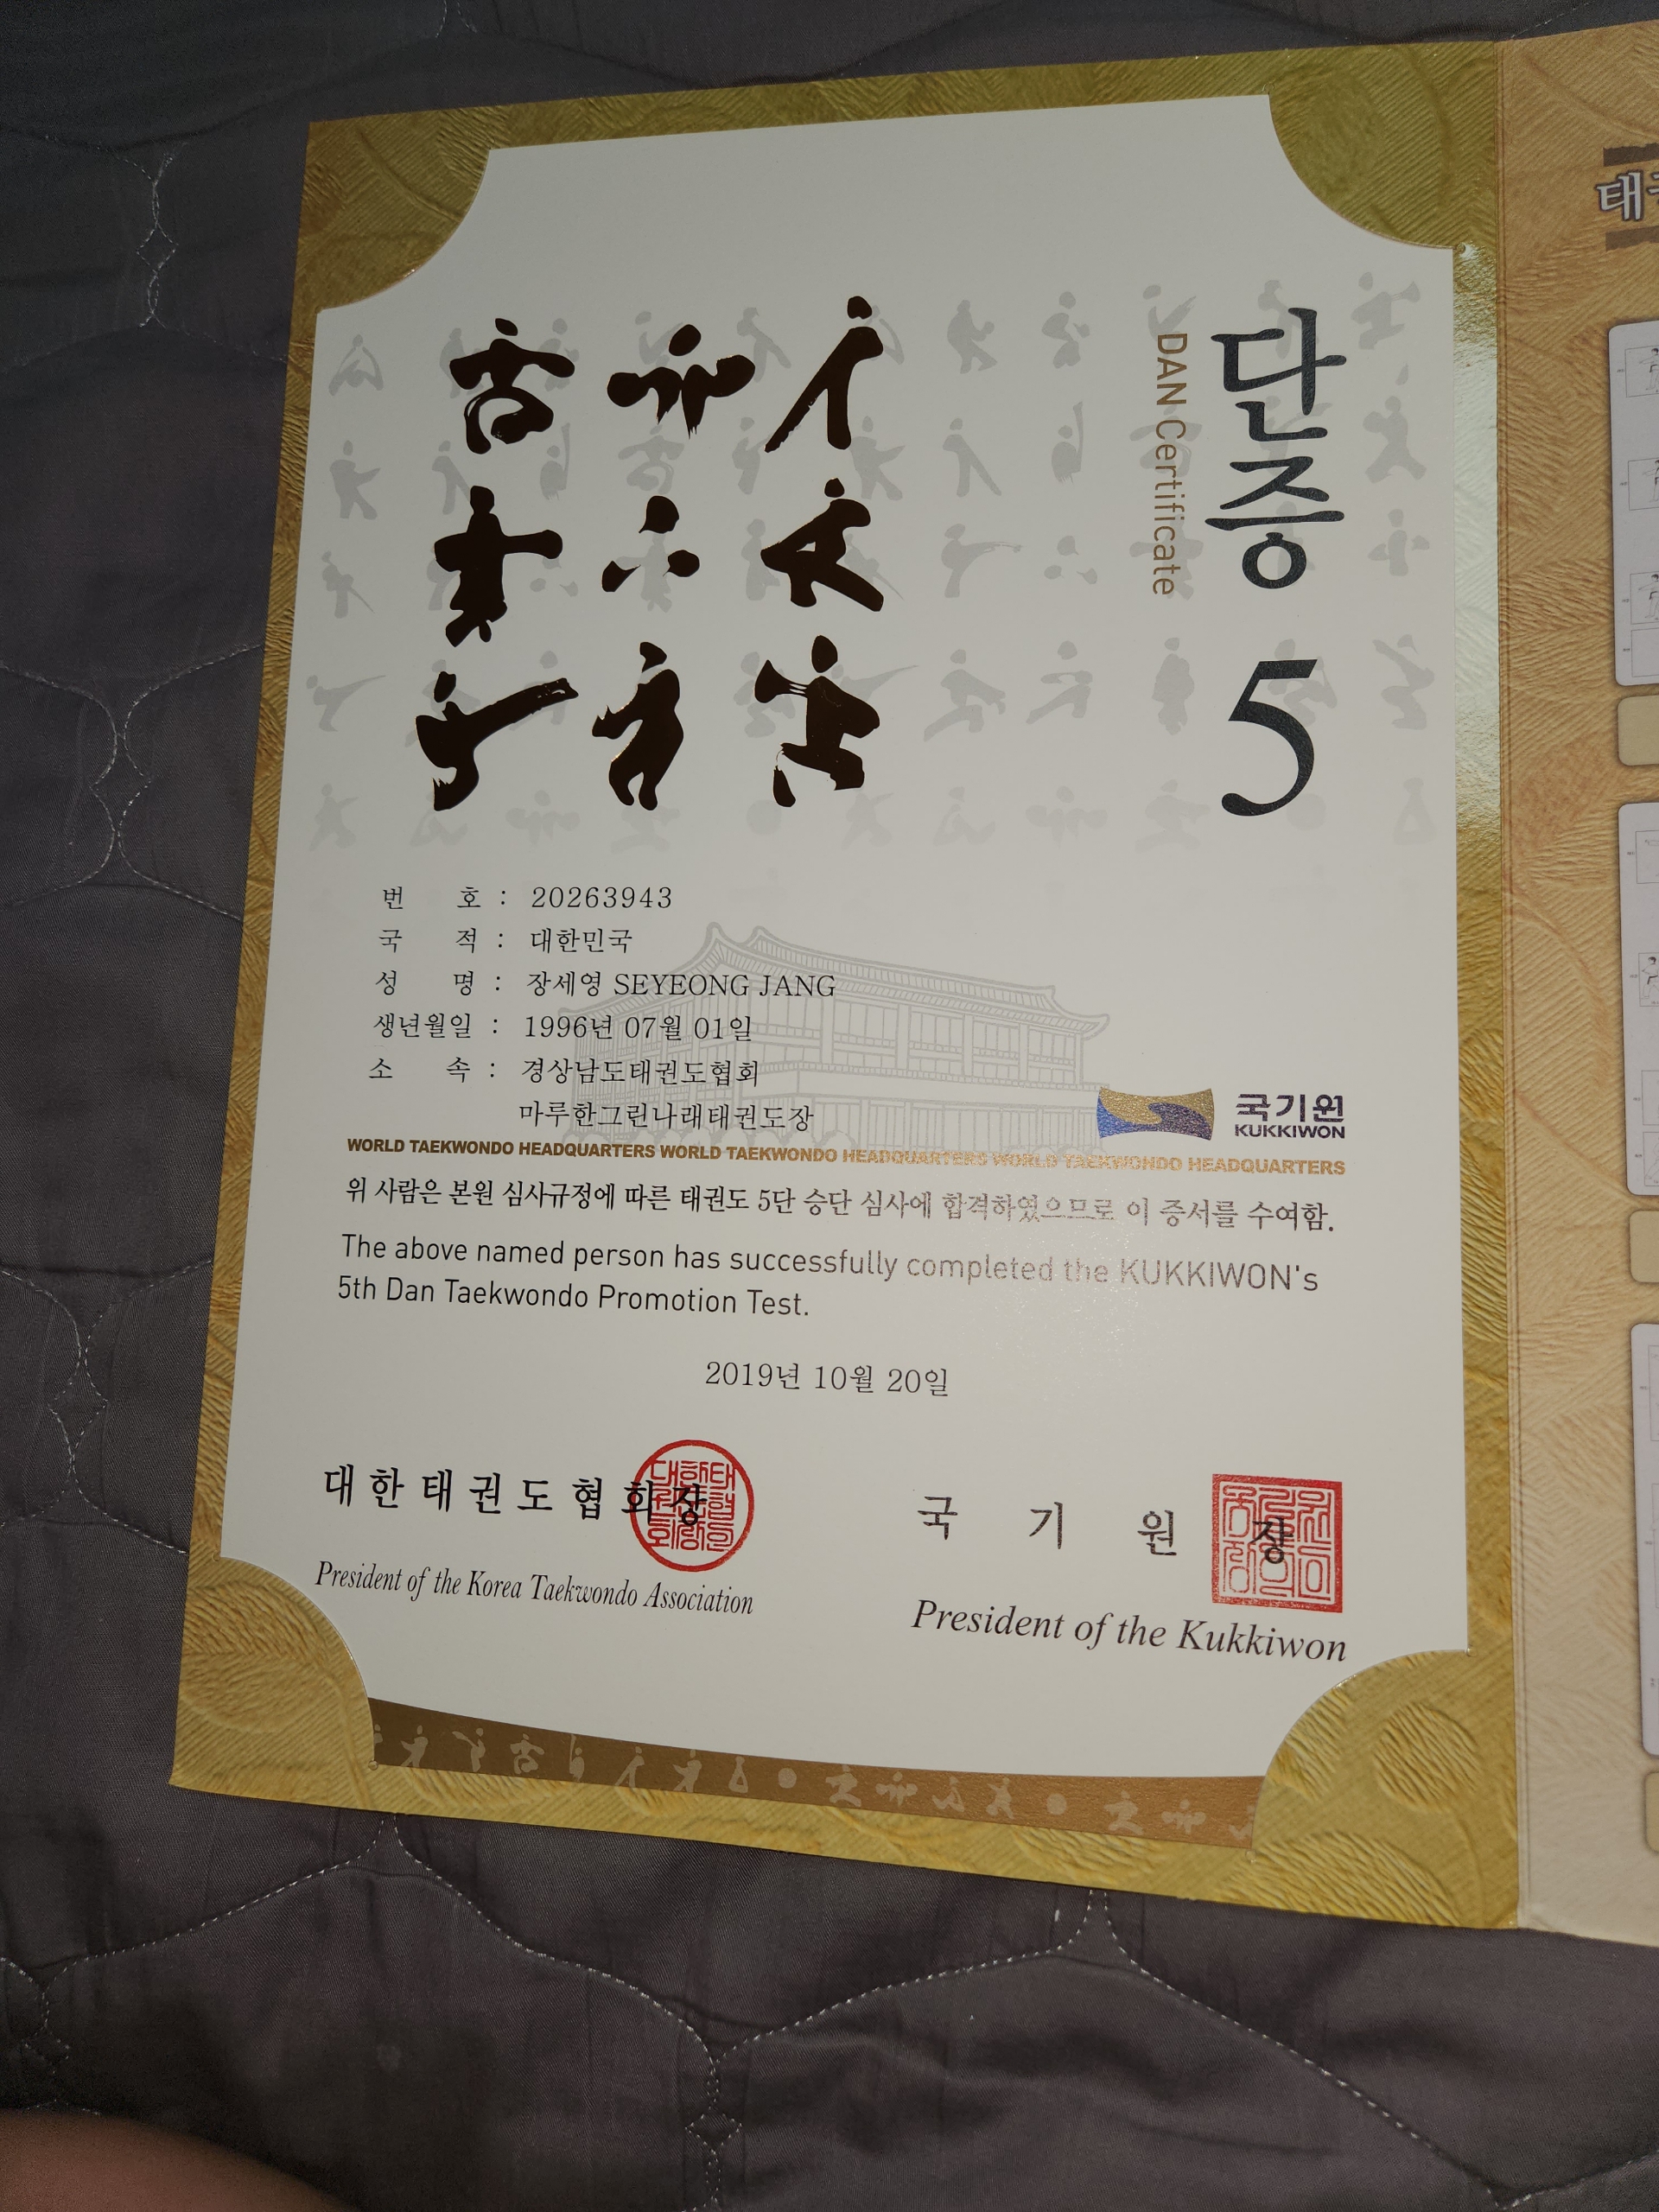 단증 5
DAN Certificate
번 호 : 20263943
국 적 : 대한민국
성 명 : 장세영 SEYEONG JANG
생년월일 : 1996년 07월 01일
소 속 : 경상남도태권도협회
마루한그린나래태권도장
국기원
KUKKIWON
WORLD TAEKWONDO HEADQUARTERS WORLD TAEKWONDO HEADQUARTERS WORLD TAEKWONDO HEADQUARTERS
위 사람은 본원 심사규정에 따른 태권도 5단 승단 심사에 합격하였으므로 이 증서를 수여함.
The above named person has successfully completed the KUKKIWON's
5th Dan Taekwondo Promotion Test.
2019년 10월 20일
대한태권도협회장
President of the Korea Taekwondo Association
국 기 원 장
President of the Kukkiwon